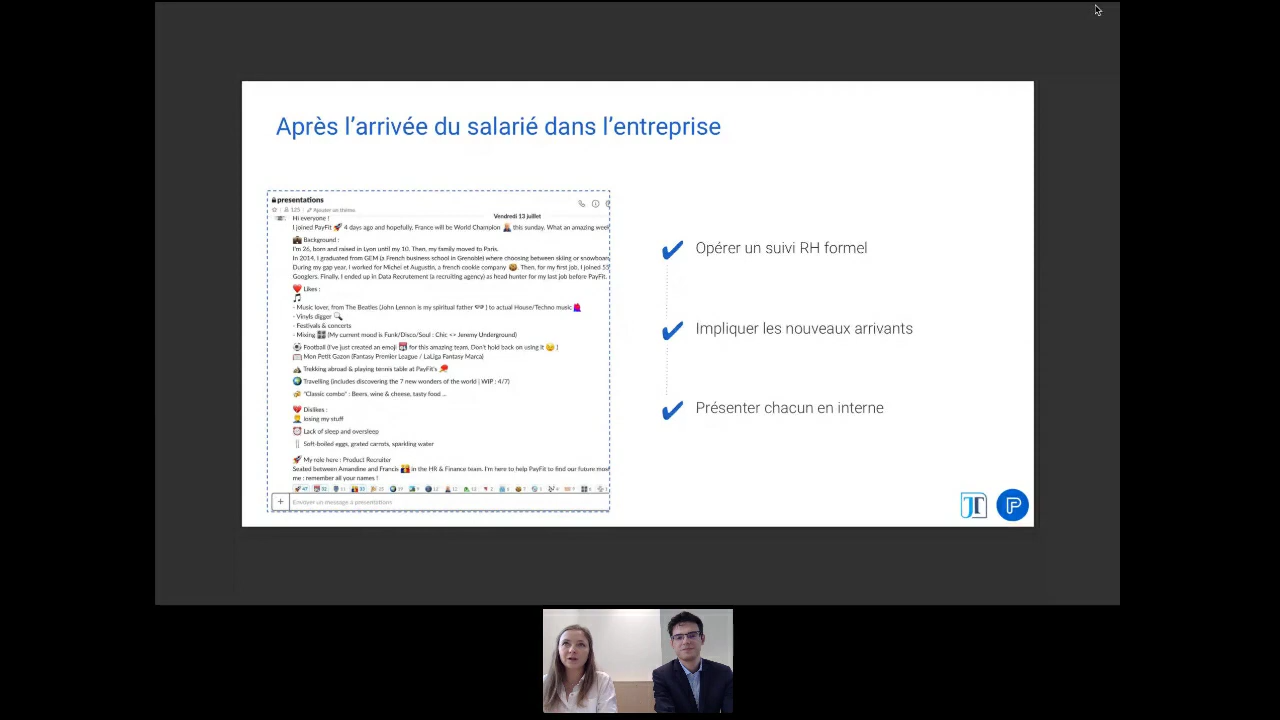 Après l’arrivée du salarié dans l’entreprise
presentations
125 | Ajouter un thème
Vendredi 13 juillet
Hi everyone !
I joined PayFit 🚀 4 days ago and hopefully, France will be World Champion this sunday. What an amazing week
Background :
I'm 26, born and raised in Lyon until my 10. Then, my family moved to Paris.
In 2014, I graduated from GEM (a French business school in Grenoble) where choosing between skiing or snowboar
During my gap year, I worked for Michel et Augustin, a french cookie company 🍪. Then, for my first job, I joined 55
Googlers. Finally, I ended up in Data Recrutement (a recruiting agency) as head hunter for my last job before PayFit.
Likes :
- Music lover, from The Beatles (John Lennon is my spiritual father 👓) to actual House/Techno music
- Vinyls digger 🔍
- Festivals & concerts
- Mixing (My current mood is Funk/Disco/Soul : Chic <> Jeremy Underground)
Football (I've just created an emoji for this amazing team. Don't hold back on using it 😉 )
Mon Petit Gazon (Fantasy Premier League / LaLiga Fantasy Marca)
Trekking abroad & playing tennis table at PayFit's 🏓
Travelling (includes discovering the 7 new wonders of the world | WIP : 4/7)
"Classic combo" : Beers, wine & cheese, tasty food ...
Dislikes :
losing my stuff
Lack of sleep and oversleep
Soft-boiled eggs, grated carrots, sparkling water
My role here : Product Recruiter
Seated between Amandine and Francis in the HR & Finance team. I'm here to help PayFit to find our future mos
me : remember all your names !
Envoyer un message à presentations
✔ Opérer un suivi RH formel
✔ Impliquer les nouveaux arrivants
✔ Présenter chacun en interne